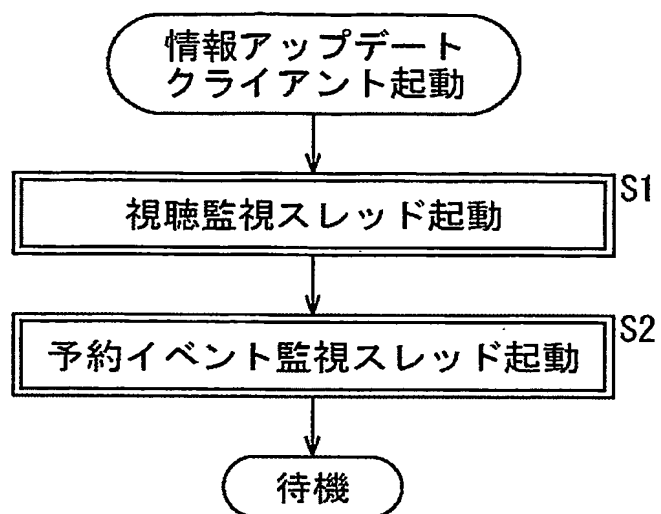 情報アップデート
クライアント起動
視聴監視スレッド起動
S1
予約イベント監視スレッド起動
S2
待機